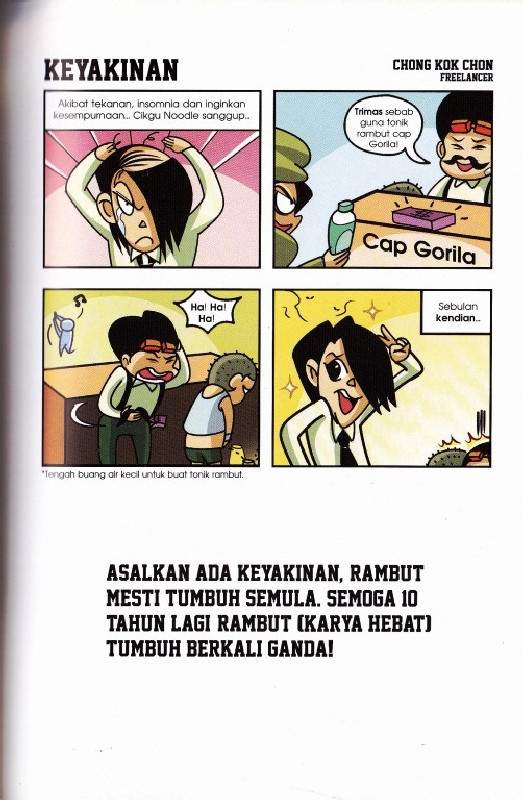 KEYAKINAN
CHONG KOK CHON
FREELANCER
Akibat tekanan, insomnia dan inginkan
kesempurnaan... Cikgu Noodle sanggup..
Trimas sebab
guna tonik
rambut cap
Gorila!
Cap Gorila
Ha! Ha!
Ha!
Sebulan
kendian..
*Tengah buang air kecil untuk buat tonik rambut.
ASALKAN ADA KEYAKINAN, RAMBUT
MESTI TUMBUH SEMULA. SEMOGA 10
TAHUN LAGI RAMBUT (KARYA HEBAT)
TUMBUH BERKALI GANDA!